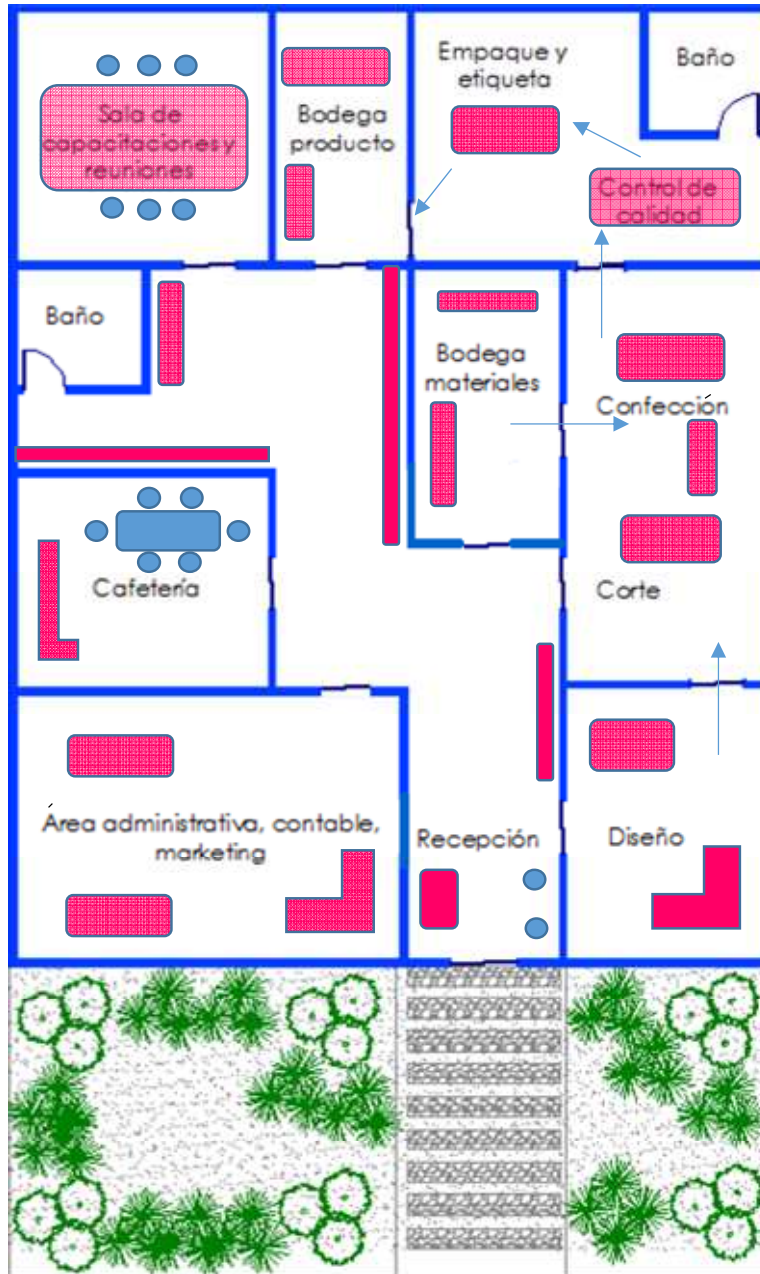 Sala de
capacitaciones y
reuniones
Bodega
producto
Empaque y
etiqueta
Baño
Control de
calidad
Baño
Bodega
materiales
Confección
Cafetería
Corte
Área administrativa, contable,
marketing
Recepción
Diseño